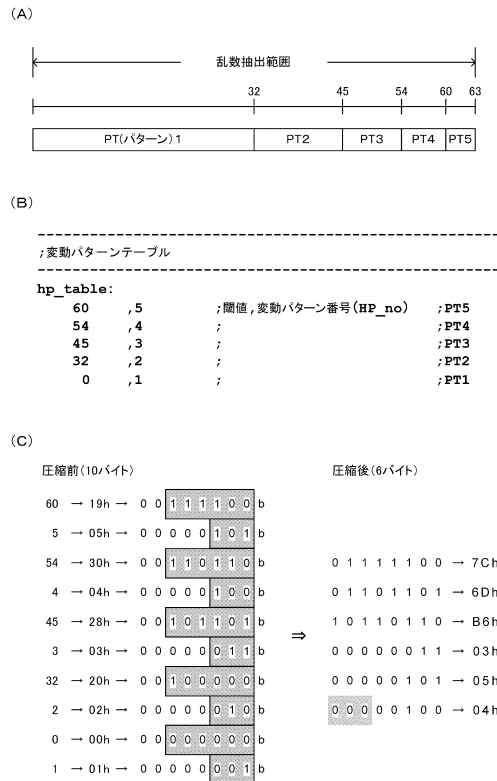 (A)
乱数抽出範囲
32 45 54 60 63
PT(パターン)1 PT2 PT3 PT4 PT5
(B)
;変動パターンテーブル
hp_table:
60 ,5 ;閾値,変動パターン番号(HP_no) ;PT5
54 ,4 ; ;PT4
45 ,3 ; ;PT3
32 ,2 ; ;PT2
0 ,1 ; ;PT1
(C)
圧縮前(10バイト) 圧縮後(6バイト)
60 → 19h → 0 0 1 1 1 1 0 0 b
5 → 05h → 0 0 0 0 0 1 0 1 b
54 → 30h → 0 0 1 1 0 1 1 0 b 0 1 1 1 1 1 0 0 → 7Ch
4 → 04h → 0 0 0 0 0 1 0 0 b 0 1 1 0 1 1 0 1 → 6Dh
45 → 28h → 0 0 1 0 1 1 0 1 b 1 0 1 1 0 1 1 0 → B6h
3 → 03h → 0 0 0 0 0 0 1 1 b ⇒ 0 0 0 0 0 0 1 1 → 03h
32 → 20h → 0 0 1 0 0 0 0 0 b 0 0 0 0 0 1 0 1 → 05h
2 → 02h → 0 0 0 0 0 0 1 0 b 0 0 0 0 0 1 0 0 → 04h
0 → 00h → 0 0 0 0 0 0 0 0 b
1 → 01h → 0 0 0 0 0 0 0 1 b